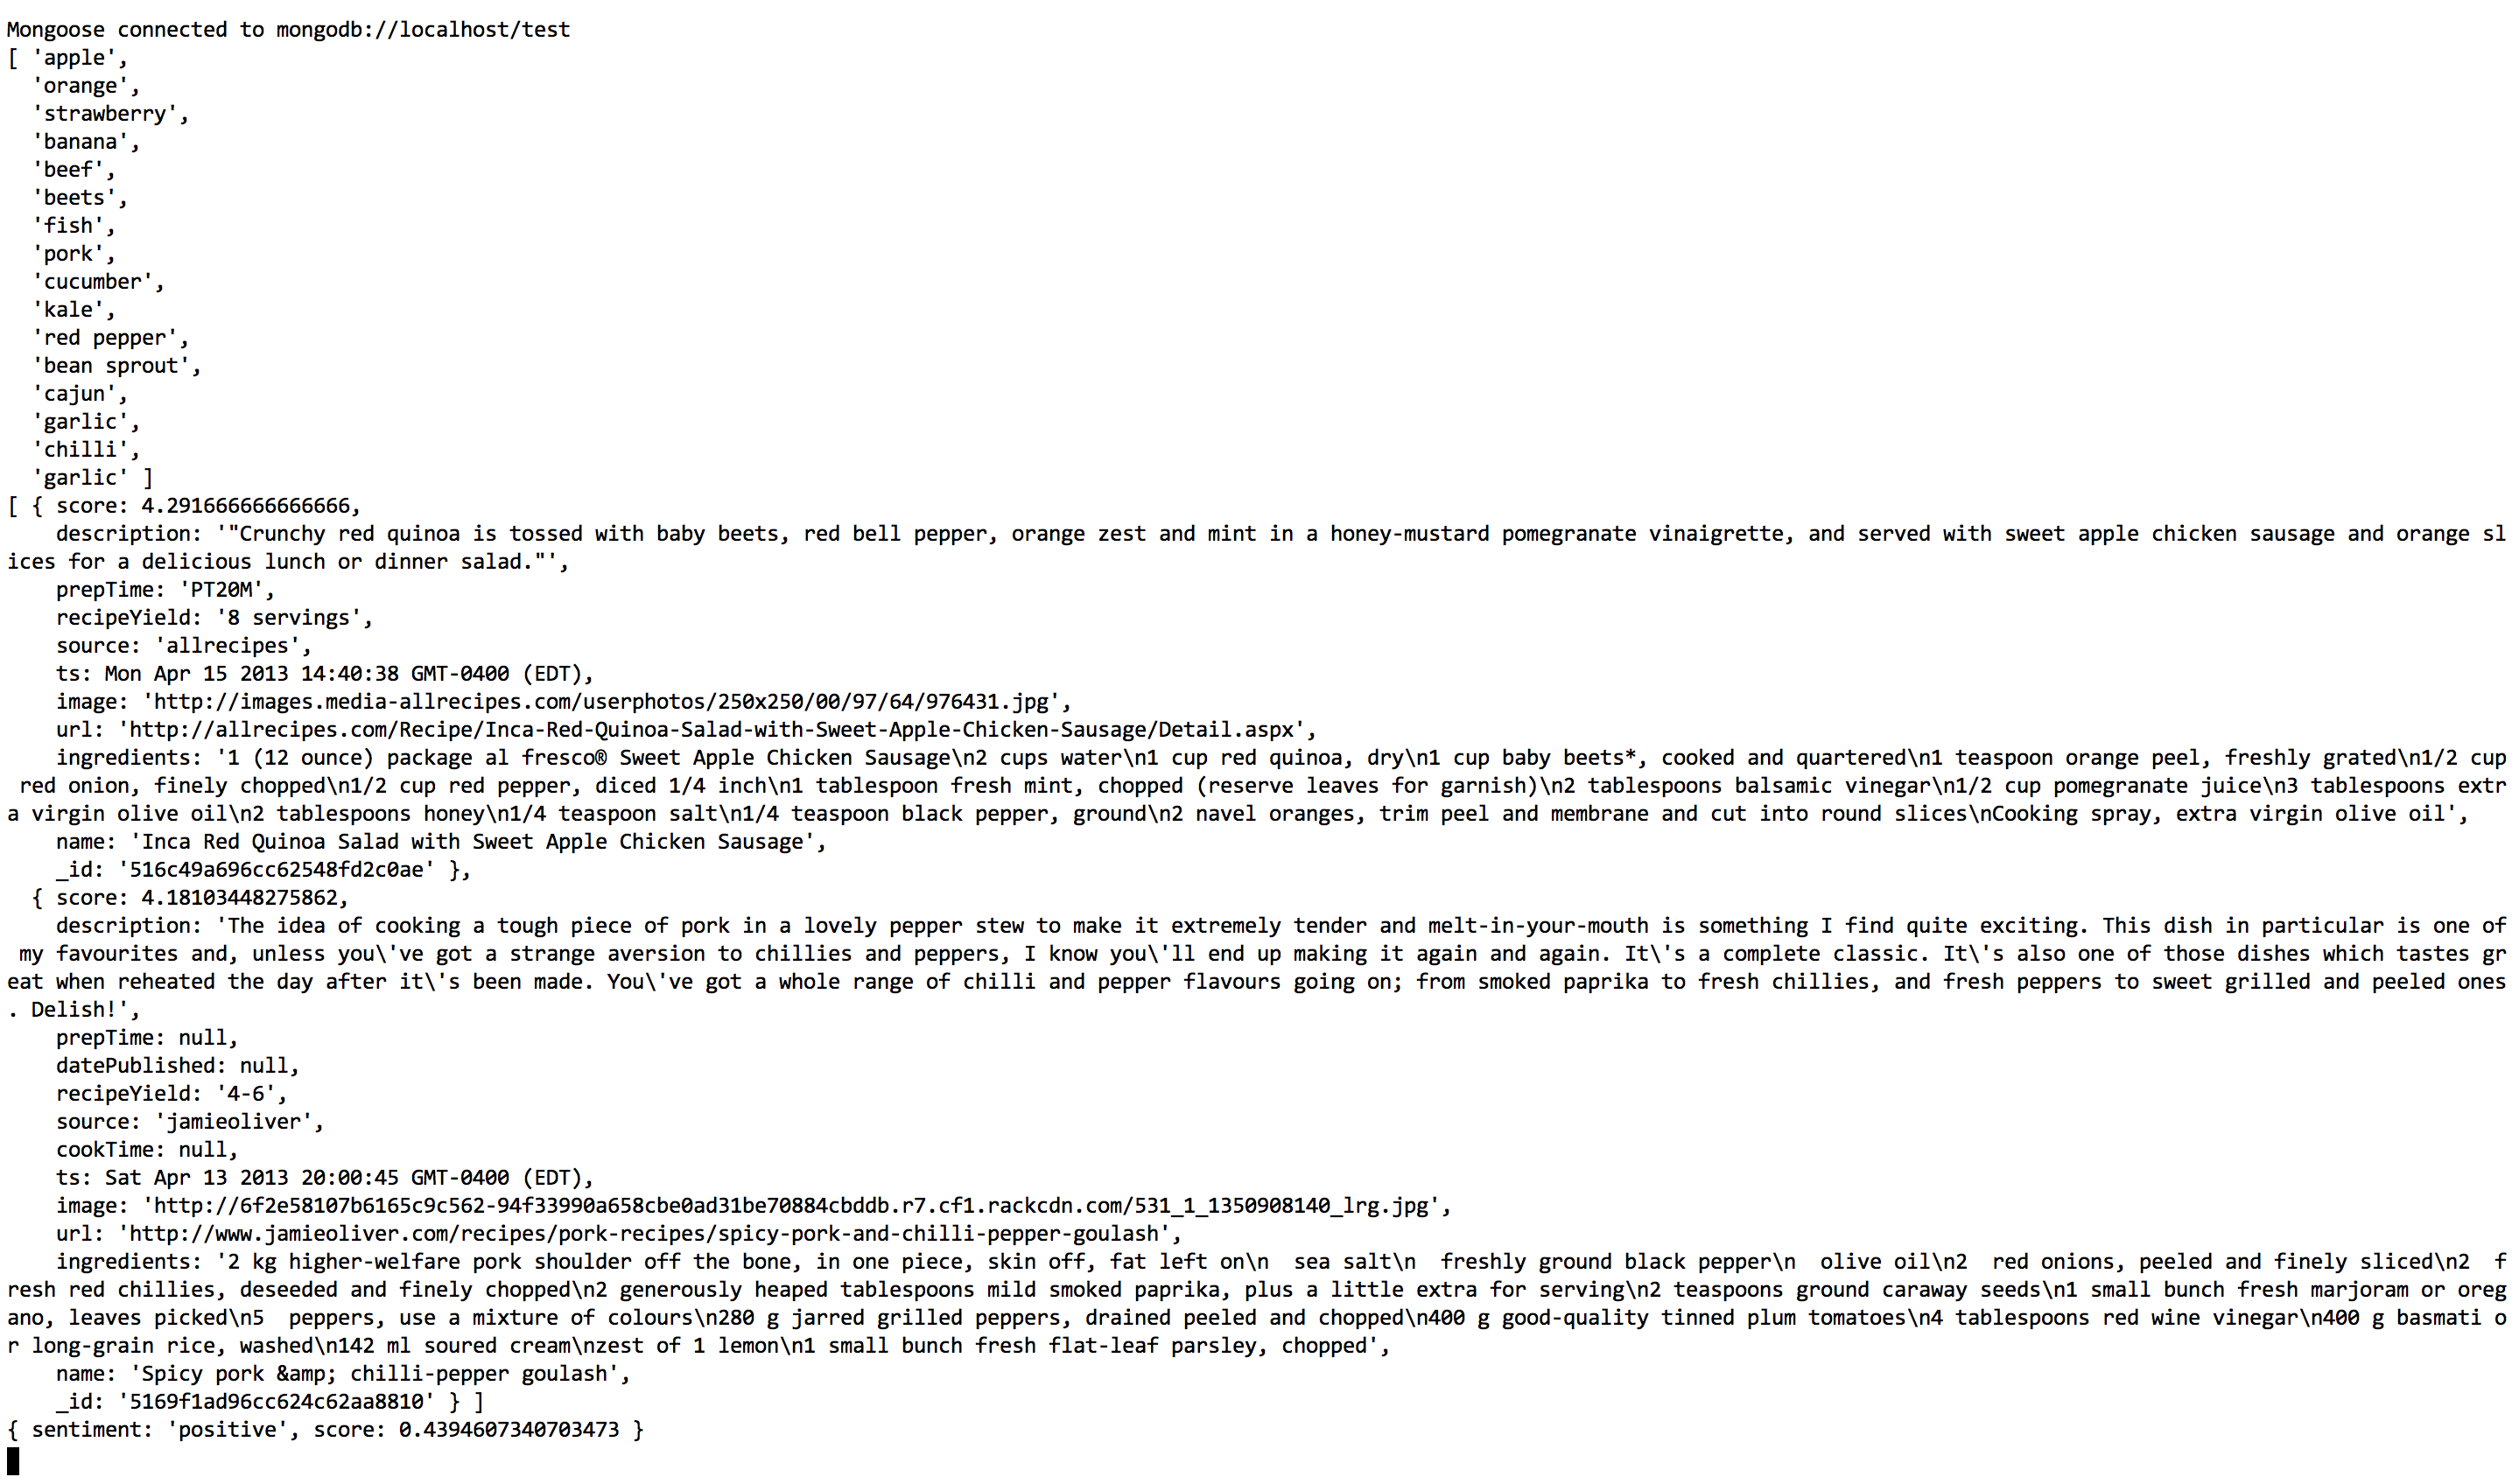 Mongoose connected to mongodb://localhost/test
[ 'apple',
  'orange',
  'strawberry',
  'banana',
  'beef',
  'beets',
  'fish',
  'pork',
  'cucumber',
  'kale',
  'red pepper',
  'bean sprout',
  'cajun',
  'garlic',
  'chilli',
  'garlic' ]
[ { score: 4.291666666666666,
    description: '"Crunchy red quinoa is tossed with baby beets, red bell pepper, orange zest and mint in a honey-mustard pomegranate vinaigrette, and served with sweet apple chicken sausage and orange sl
ices for a delicious lunch or dinner salad."',
    prepTime: 'PT20M',
    recipeYield: '8 servings',
    source: 'allrecipes',
    ts: Mon Apr 15 2013 14:40:38 GMT-0400 (EDT),
    image: 'http://images.media-allrecipes.com/userphotos/250x250/00/97/64/976431.jpg',
    url: 'http://allrecipes.com/Recipe/Inca-Red-Quinoa-Salad-with-Sweet-Apple-Chicken-Sausage/Detail.aspx',
    ingredients: '1 (12 ounce) package al fresco® Sweet Apple Chicken Sausage\n2 cups water\n1 cup red quinoa, dry\n1 cup baby beets*, cooked and quartered\n1 teaspoon orange peel, freshly grated\n1/2 cup
 red onion, finely chopped\n1/2 cup red pepper, diced 1/4 inch\n1 tablespoon fresh mint, chopped (reserve leaves for garnish)\n2 tablespoons balsamic vinegar\n1/2 cup pomegranate juice\n3 tablespoons extr
a virgin olive oil\n2 tablespoons honey\n1/4 teaspoon salt\n1/4 teaspoon black pepper, ground\n2 navel oranges, trim peel and membrane and cut into round slices\nCooking spray, extra virgin olive oil',
    name: 'Inca Red Quinoa Salad with Sweet Apple Chicken Sausage',
    _id: '516c49a696cc62548fd2c0ae' },
  { score: 4.18103448275862,
    description: 'The idea of cooking a tough piece of pork in a lovely pepper stew to make it extremely tender and melt-in-your-mouth is something I find quite exciting. This dish in particular is one of
 my favourites and, unless you\'ve got a strange aversion to chillies and peppers, I know you\'ll end up making it again and again. It\'s a complete classic. It\'s also one of those dishes which tastes gr
eat when reheated the day after it\'s been made. You\'ve got a whole range of chilli and pepper flavours going on; from smoked paprika to fresh chillies, and fresh peppers to sweet grilled and peeled ones
. Delish!',
    prepTime: null,
    datePublished: null,
    recipeYield: '4-6',
    source: 'jamieoliver',
    cookTime: null,
    ts: Sat Apr 13 2013 20:00:45 GMT-0400 (EDT),
    image: 'http://6f2e58107b6165c9c562-94f33990a658cbe0ad31be70884cbddb.r7.cf1.rackcdn.com/531_1_1350908140_lrg.jpg',
    url: 'http://www.jamieoliver.com/recipes/pork-recipes/spicy-pork-and-chilli-pepper-goulash',
    ingredients: '2 kg higher-welfare pork shoulder off the bone, in one piece, skin off, fat left on\n  sea salt\n  freshly ground black pepper\n  olive oil\n2  red onions, peeled and finely sliced\n2  f
resh red chillies, deseeded and finely chopped\n2 generously heaped tablespoons mild smoked paprika, plus a little extra for serving\n2 teaspoons ground caraway seeds\n1 small bunch fresh marjoram or oreg
ano, leaves picked\n5  peppers, use a mixture of colours\n280 g jarred grilled peppers, drained peeled and chopped\n400 g good-quality tinned plum tomatoes\n4 tablespoons red wine vinegar\n400 g basmati o
r long-grain rice, washed\n142 ml soured cream\nzest of 1 lemon\n1 small bunch fresh flat-leaf parsley, chopped',
    name: 'Spicy pork &amp; chilli-pepper goulash',
    _id: '5169f1ad96cc624c62aa8810' } ]
{ sentiment: 'positive', score: 0.4394607340703473 }